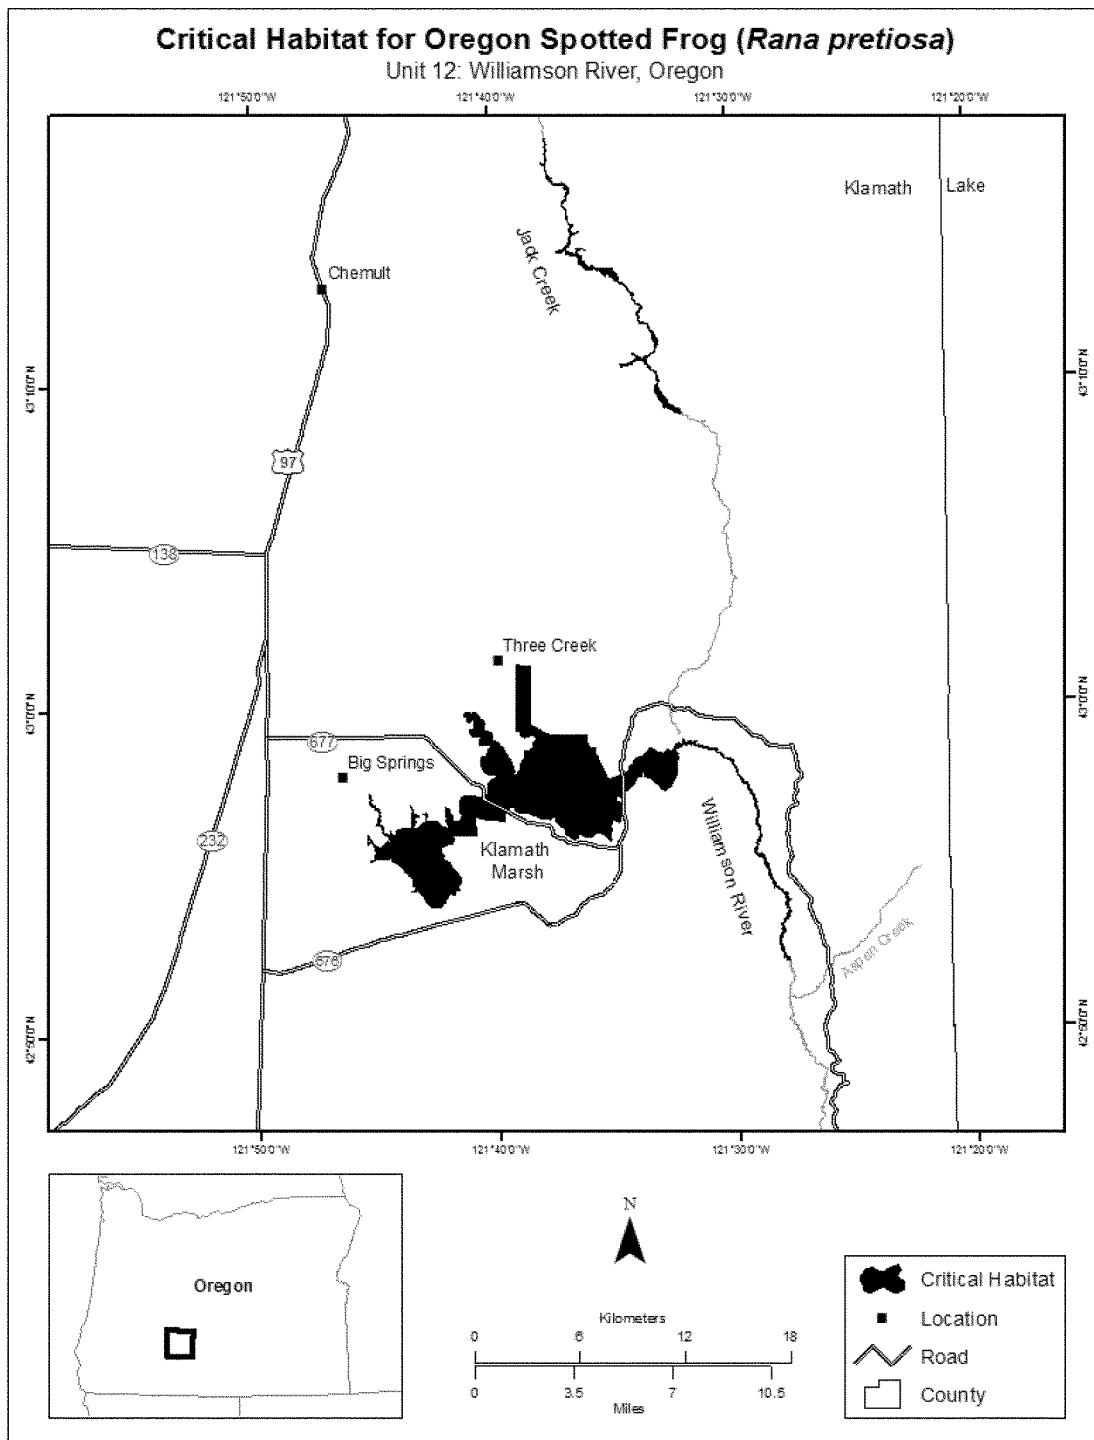 Critical Habitat for Oregon Spotted Frog (Rana pretiosa)
Unit 12: Williamson River, Oregon
121°50'0"W
121°40'0"W
121°30'0"W
121°20'0"W
Klamath
Lake
Jack Creek
Chemult
43°10'0"N
43°10'0"N
97
138
Three Creek
43°0'0"N
43°0'0"N
677
Big Springs
Williamson River
232
Klamath
Marsh
Aspen Creek
676
42°50'0"N
42°50'0"N
121°50'0"W
121°40'0"W
121°30'0"W
121°20'0"W
Oregon
N
Kilometers
0
6
12
18
0
3.5
7
10.5
Miles
Critical Habitat
Location
Road
County